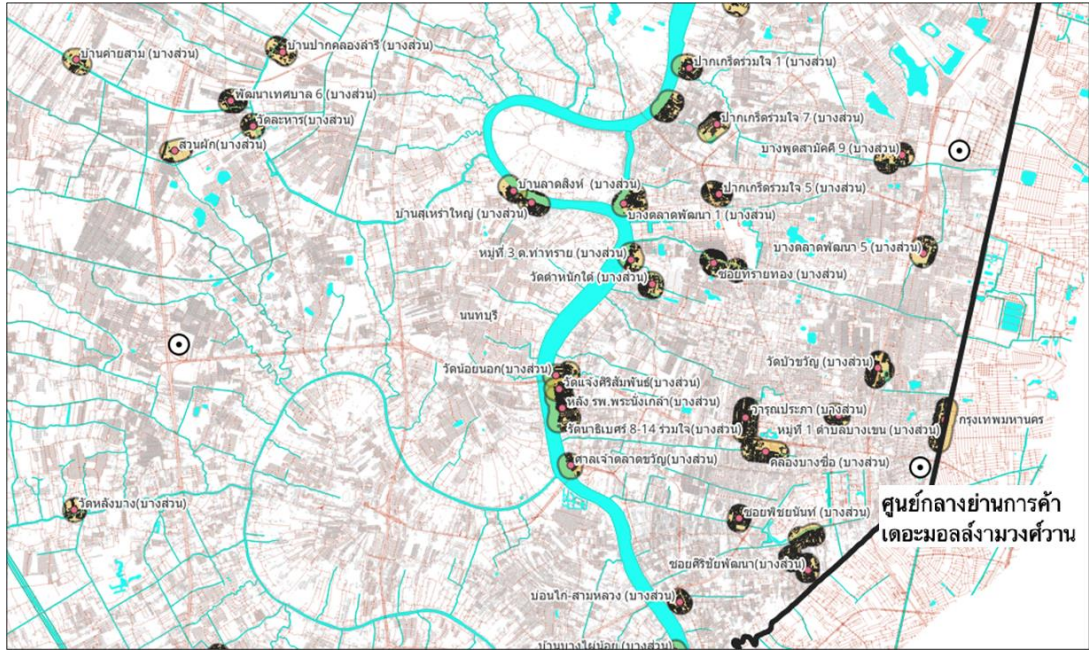 บ้านค่ายสาม (บางส่วน)
บ้านปากคลองลำรี (บางส่วน)
ปากเกร็ดร่วมใจ 1 (บางส่วน)
พัฒนาเทศบาล 6 (บางส่วน)
วัดละหาร(บางส่วน)
ปากเกร็ดร่วมใจ 7 (บางส่วน)
สวนผัก(บางส่วน)
บางพูดสามัคคี 9 (บางส่วน)
บ้านลาดสิงห์ (บางส่วน)
ปากเกร็ดร่วมใจ 5 (บางส่วน)
บ้านสุเหร่าใหญ่ (บางส่วน)
บางตลาดพัฒนา 1 (บางส่วน)
หมู่ที่ 3 ต.ท่าทราย (บางส่วน)
บางตลาดพัฒนา 5 (บางส่วน)
วัดตำหนักใต้ (บางส่วน)
ซอยทรายทอง (บางส่วน)
นนทบุรี
วัดน้อยนอก(บางส่วน)
วัดบัวขวัญ (บางส่วน)
วัดแจ้งศิริสัมพันธ์(บางส่วน)
หลัง รพ.พระนั่งเกล้า (บางส่วน)
วารุณประภา (บางส่วน)
รัตนาธิเบศร์ 8-14 ร่วมใจ(บางส่วน)
หมู่ที่ 1 ตำบลบางเขน (บางส่วน)
กรุงเทพมหานคร
ศาลเจ้าตลาดขวัญ(บางส่วน)
คลองบางซื่อ (บางส่วน)
วัดหลังบาง(บางส่วน)
ซอยพิชยนันท์ (บางส่วน)
ศูนย์กลางย่านการค้า
เดอะมอลล์งามวงศ์วาน
ซอยศิริชัยพัฒนา(บางส่วน)
บ่อนไก่-สามหลวง (บางส่วน)
บ้านบางไผ่น้อย (บางส่วน)